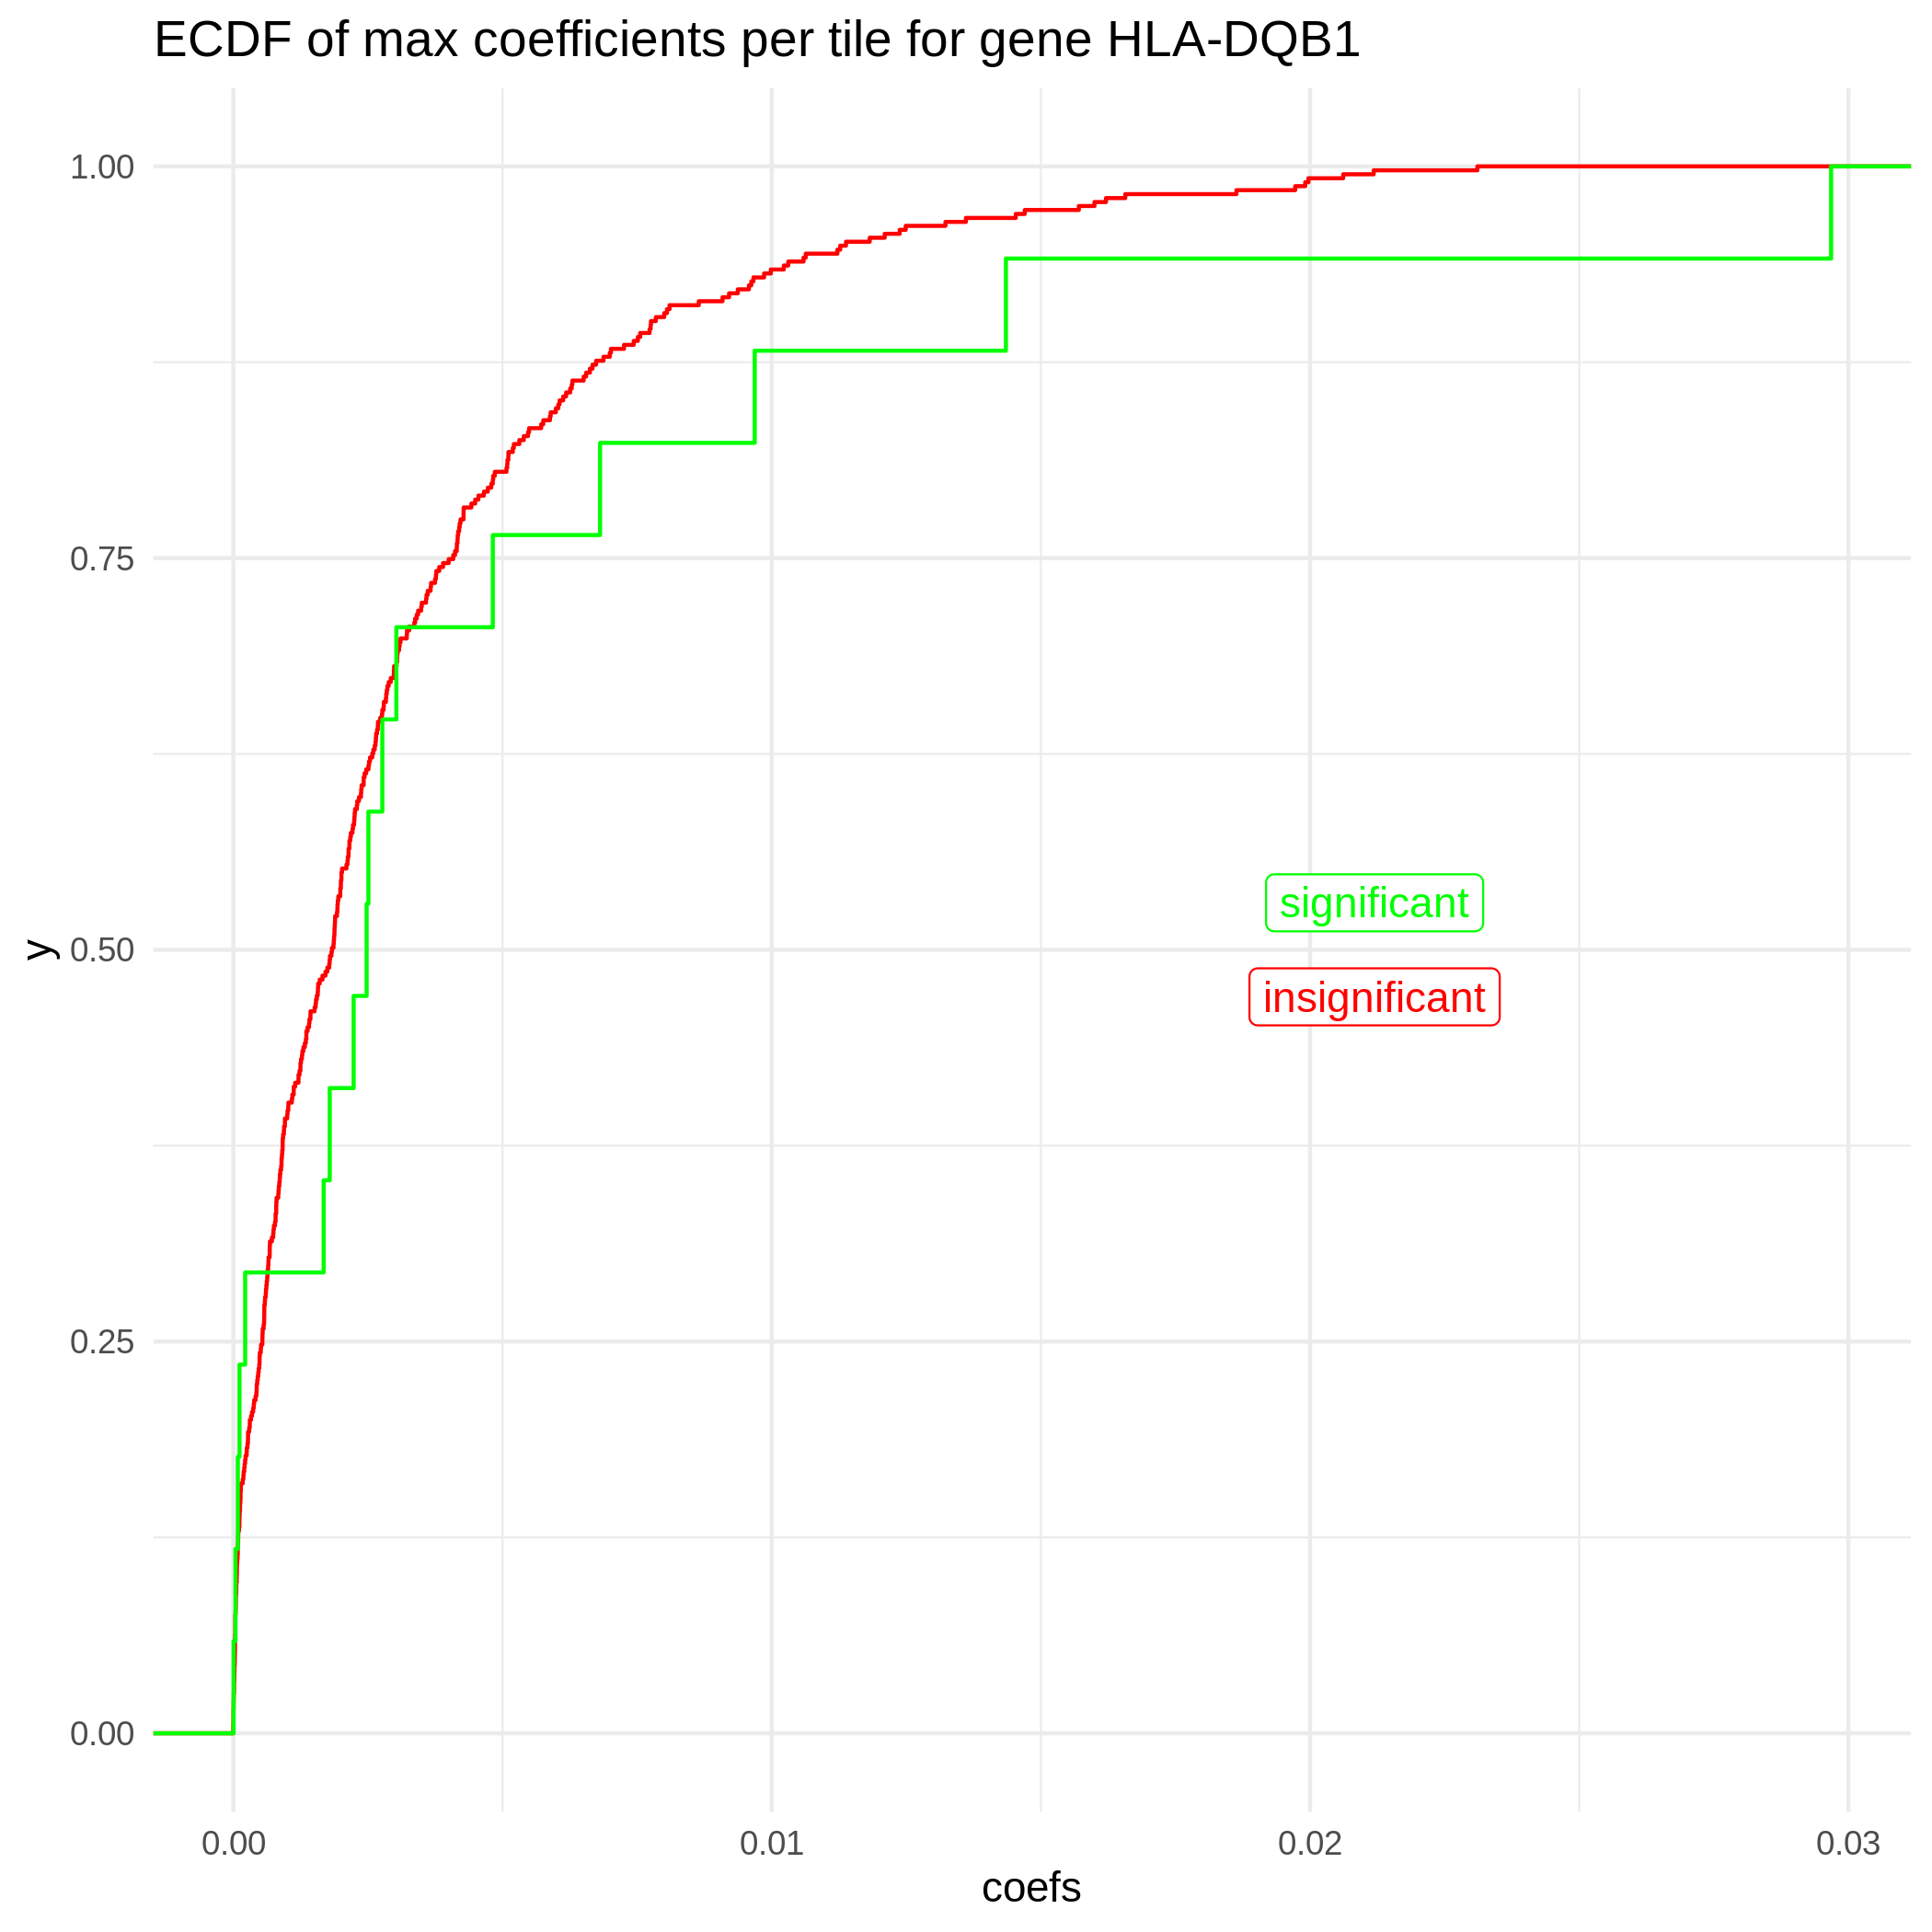 ECDF of max coefficients per tile for gene HLA-DQB1
1.00
0.75
0.50
0.25
0.00
y
significant
insignificant
0.00 0.01 0.02 0.03
coefs